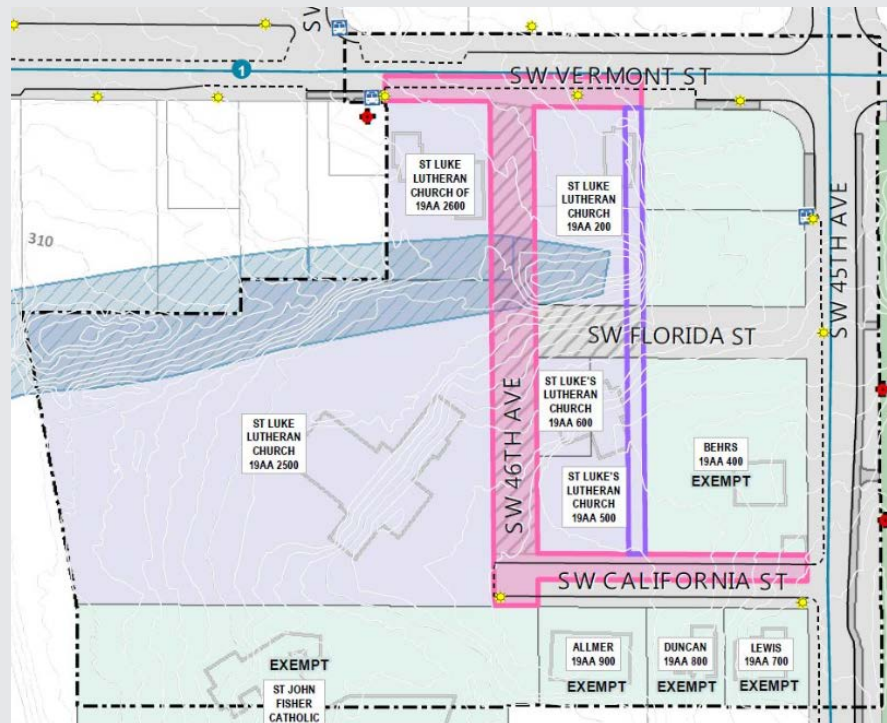 SV
1
SW VERMONT ST
ST LUKE
LUTHERAN
CHURCH OF
19AA 2600
ST LUKE
LUTHERAN
CHURCH
19AA 200
SW 45TH AVE
310
SW FLORIDA ST
ST LUKE
LUTHERAN
CHURCH
19AA 2500
SW 46TH AVE
ST LUKE'S
LUTHERAN
CHURCH
19AA 600
ST LUKE'S
LUTHERAN
CHURCH
19AA 500
BEHRS
19AA 400
EXEMPT
SW CALIFORNIA ST
EXEMPT
ST JOHN
FISHER
CATHOLIC
ALLMER
19AA 900
EXEMPT
DUNCAN
19AA 800
EXEMPT
LEWIS
19AA 700
EXEMPT